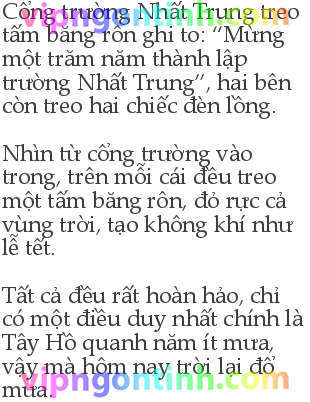 Cổng trường Nhất Trung treo
vipngontinh.com
tấm băng rôn ghi to: “Mừng
một trăm năm thành lập
trường Nhất Trung”, hai bên
còn treo hai chiếc đèn lồng.
Nhìn từ cổng trường vào
trong, trên mỗi cái đều treo
một tấm băng rôn, đỏ rực cả
vùng trời, tạo không khí như
lễ tết.
Tất cả đều rất hoàn hảo, chỉ
có một điều duy nhất chính là
Tây Hồ quanh năm ít mưa,
vậy mà hôm nay trời lại đổ
vipngontinh.com
mưa.